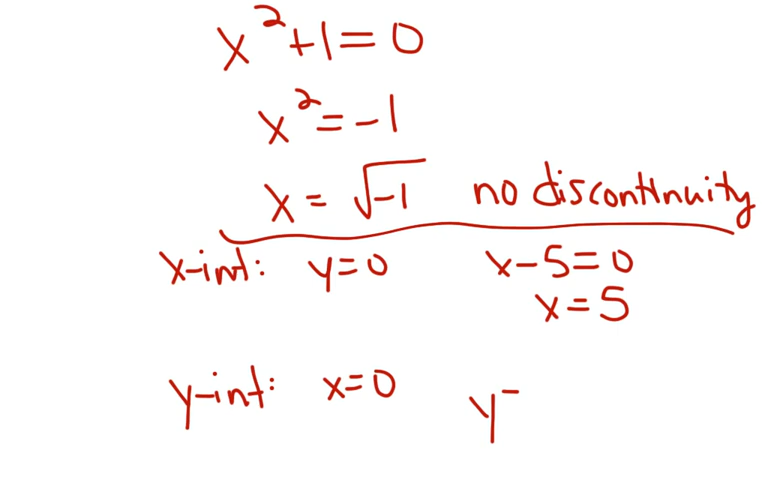 x²+1=0
x²=-1
x=√-1 no discontinuity
x-int: y=0 x-5=0
x=5
y-int: x=0 y-